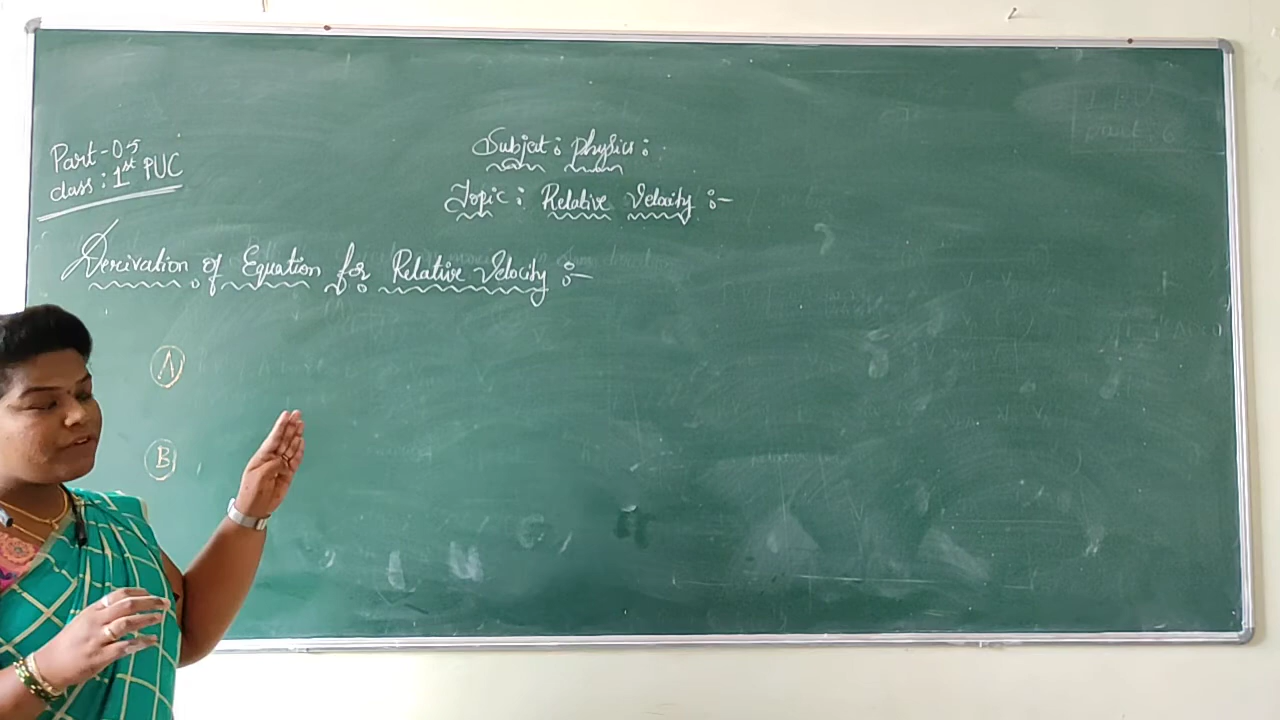 Part-05
class: 1st PUC
Subject: Physics:
Topic: Relative Velocity :-
Derivation of Equation for Relative Velocity :-
A
B